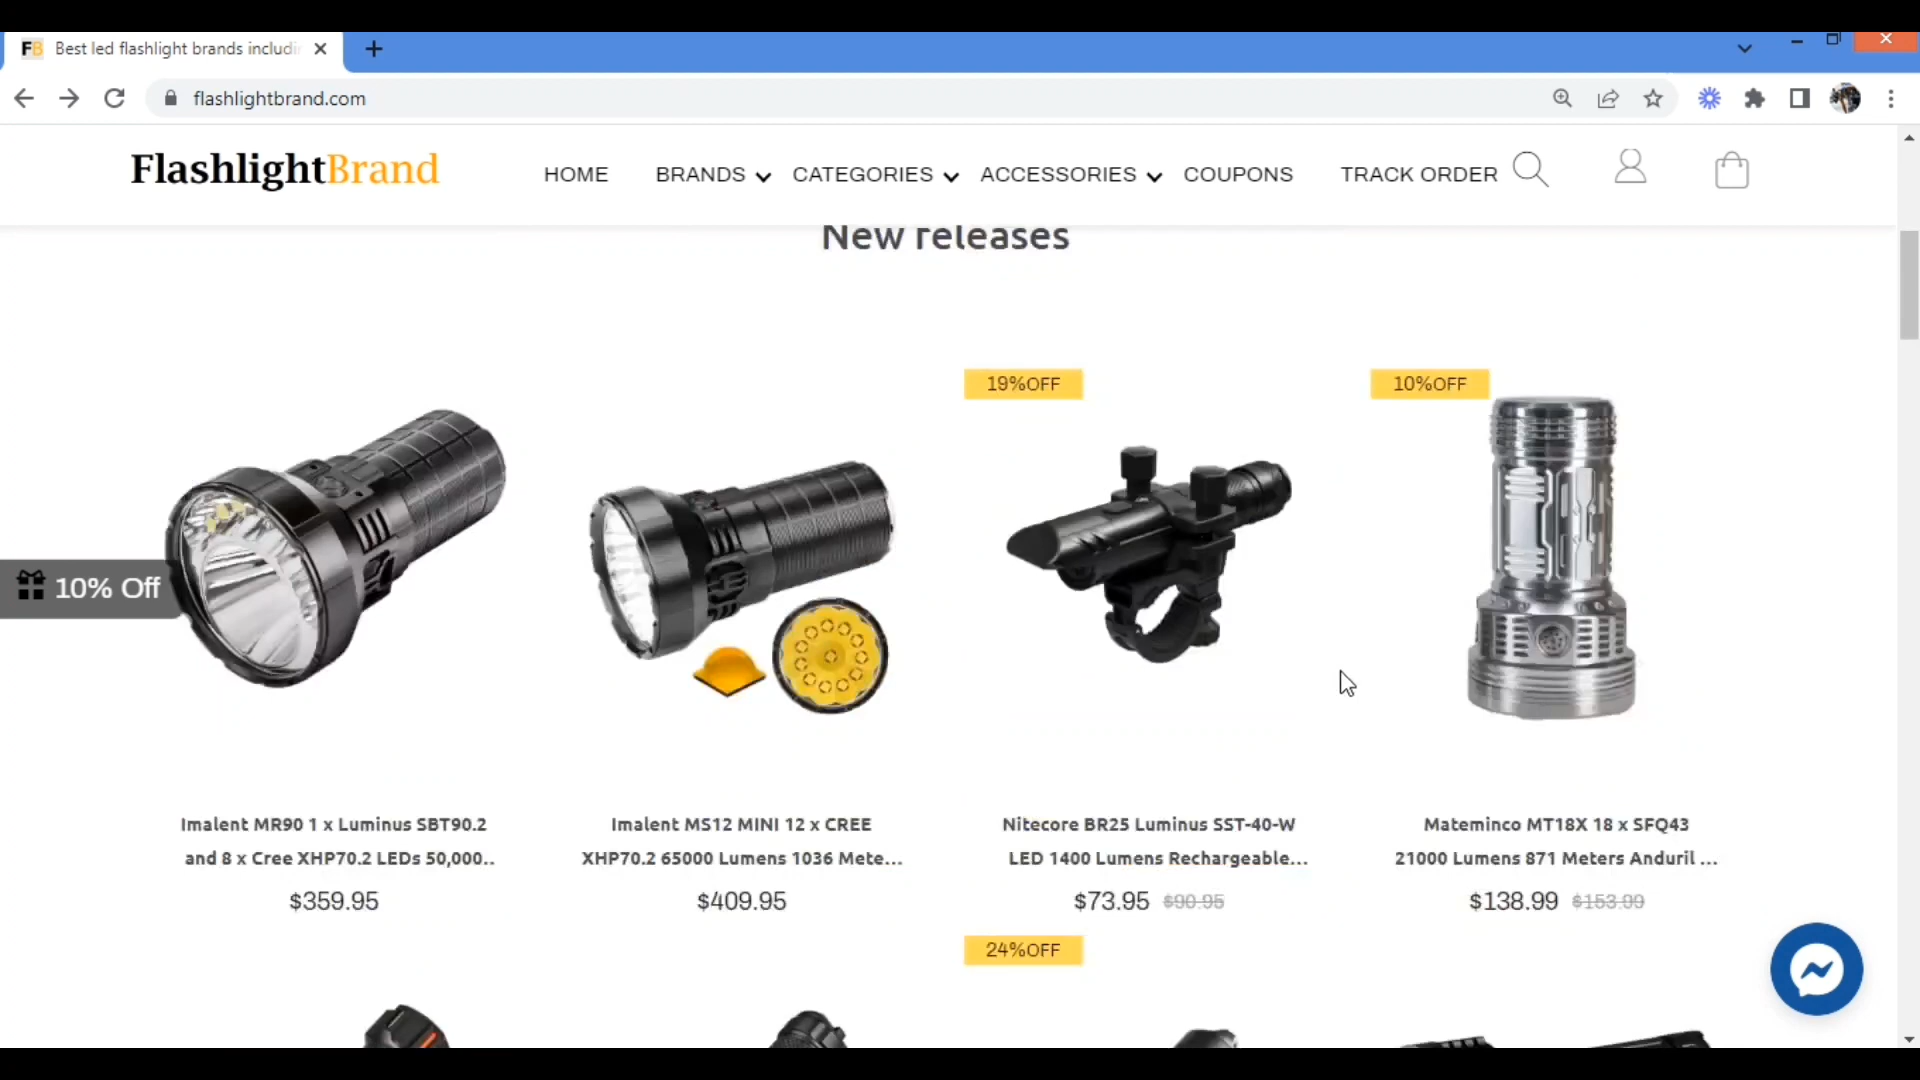 FB Best led flashlight brands includi
flashlightbrand.com
FlashlightBrand
HOME BRANDS CATEGORIES ACCESSORIES COUPONS TRACK ORDER
New releases
19%OFF
10%OFF
10% Off
Imalent MR90 1 x Luminus SBT90.2
and 8 x Cree XHP70.2 LEDs 50,000..
$359.95
Imalent MS12 MINI 12 x CREE
XHP70.2 65000 Lumens 1036 Mete...
$409.95
Nitecore BR25 Luminus SST-40-W
LED 1400 Lumens Rechargeable...
$73.95 $90.95
Mateminco MT18X 18 x SFQ43
21000 Lumens 871 Meters Anduril ...
$138.99 $153.99
24%OFF